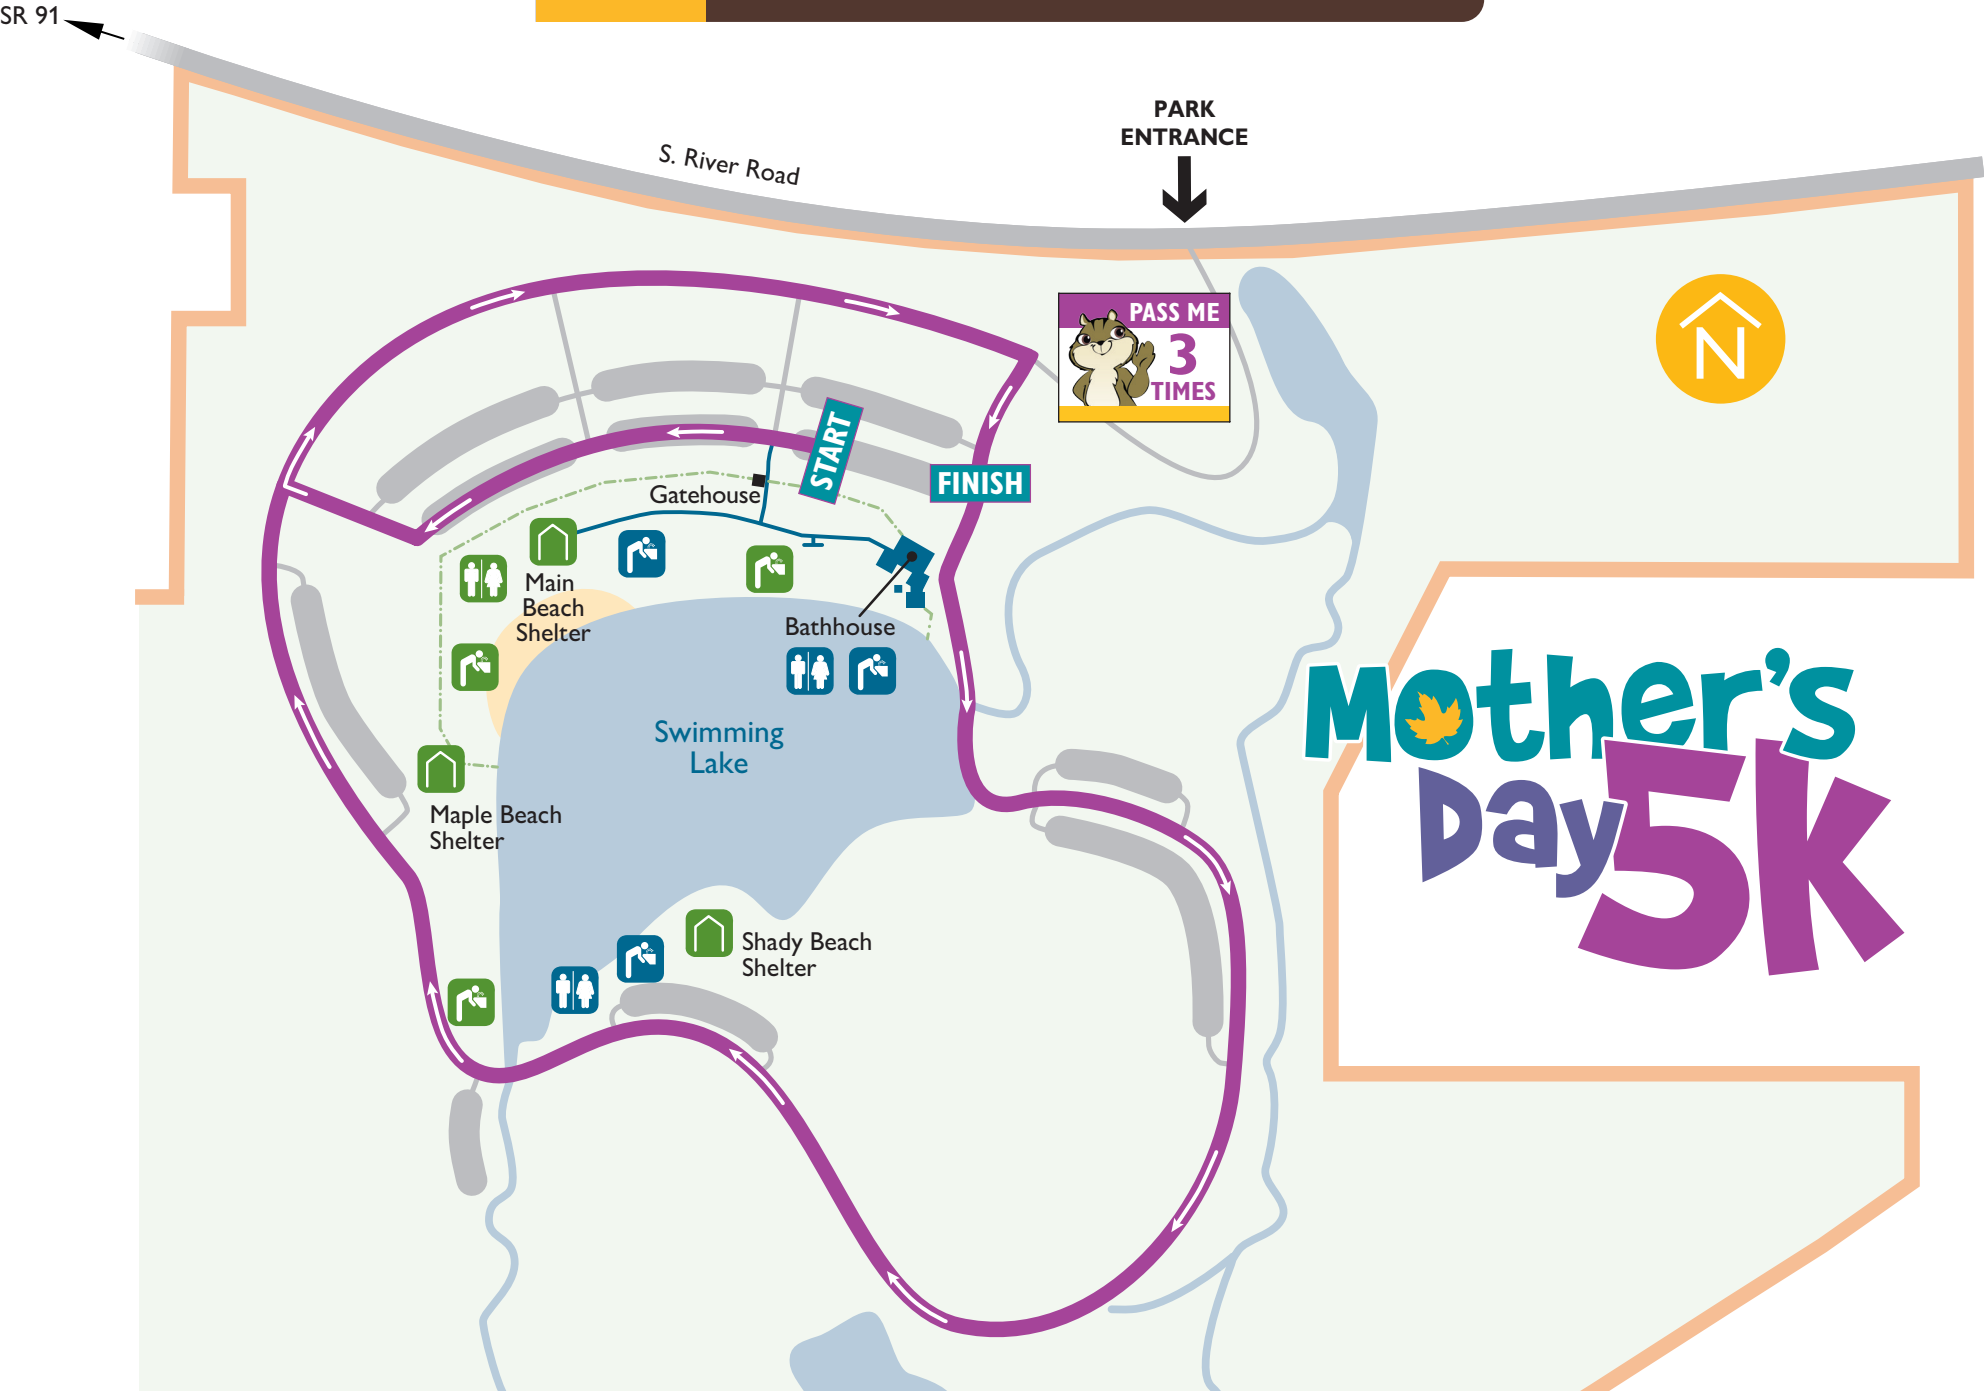 SR 91
PARK
ENTRANCE
S. River Road
PASS ME
3
TIMES
N
START
FINISH
Gatehouse
Main
Beach
Shelter
Bathhouse
Swimming
Lake
Maple Beach
Shelter
Shady Beach
Shelter
Mother's
Day 5K